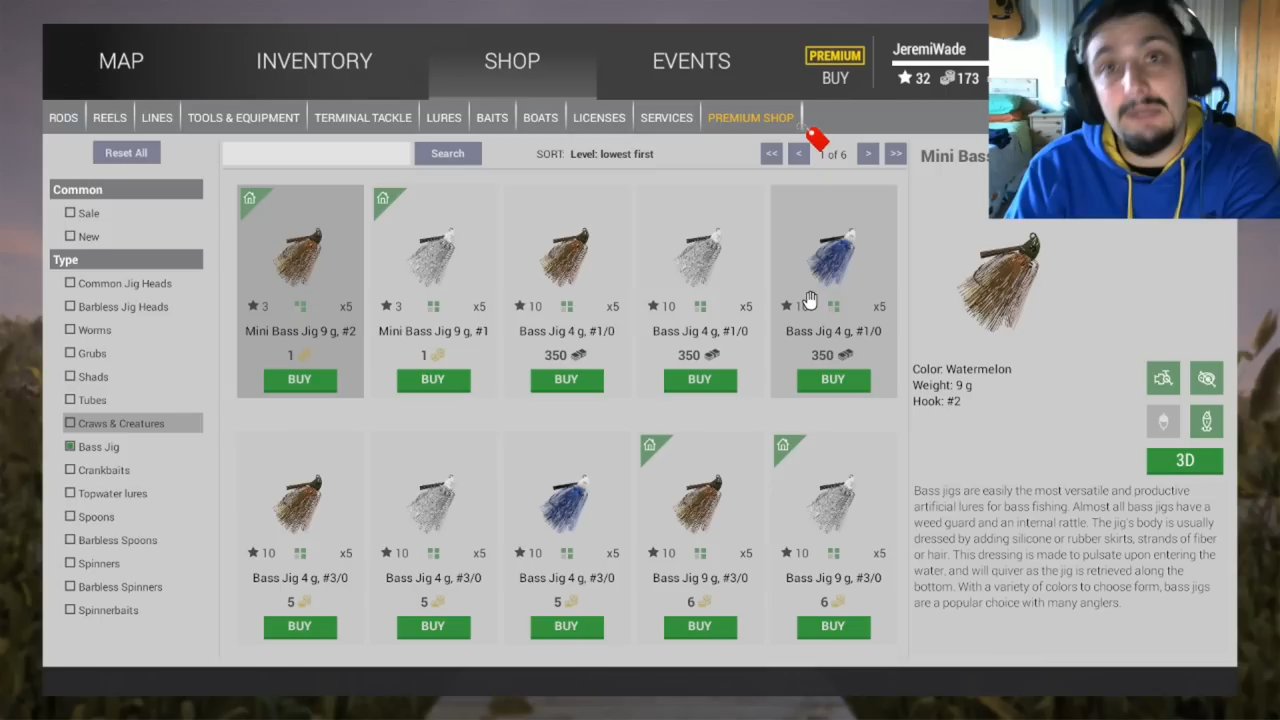 MAP INVENTORY SHOP EVENTS PREMIUM BUY JeremiWade 32 173
RODS REELS LINES TOOLS & EQUIPMENT TERMINAL TACKLE LURES BAITS BOATS LICENSES SERVICES PREMIUM SHOP
Reset All Search SORT: Level: lowest first << < 1 of 6 > >> Mini Bass
Common
Sale
New
Type
Common Jig Heads
Barbless Jig Heads
Worms
Grubs
Shads
Tubes
Craws & Creatures
Bass Jig
Crankbaits
Topwater lures
Spoons
Barbless Spoons
Spinners
Barbless Spinners
Spinnerbaits
3 x5 3 x5 10 x5 10 x5 x5
Mini Bass Jig 9 g, #2 Mini Bass Jig 9 g, #1 Bass Jig 4 g, #1/0 Bass Jig 4 g, #1/0 Bass Jig 4 g, #1/0
1 1 350 350 350
BUY BUY BUY BUY BUY
10 x5 10 x5 10 x5 10 x5 10 x5
Bass Jig 4 g, #3/0 Bass Jig 4 g, #3/0 Bass Jig 4 g, #3/0 Bass Jig 9 g, #3/0 Bass Jig 9 g, #3/0
5 5 5 6 6
BUY BUY BUY BUY BUY
Color: Watermelon
Weight: 9 g
Hook: #2
3D
Bass jigs are easily the most versatile and productive
artificial lures for bass fishing. Almost all bass jigs have a
weed guard and an internal rattle. The jig's body is usually
dressed by adding silicone or rubber skirts, strands of fiber
or hair. This dressing is made to pulsate upon entering the
water, and will quiver as the jig is retrieved along the
bottom. With a variety of colors to choose form, bass jigs
are a popular choice with many anglers.